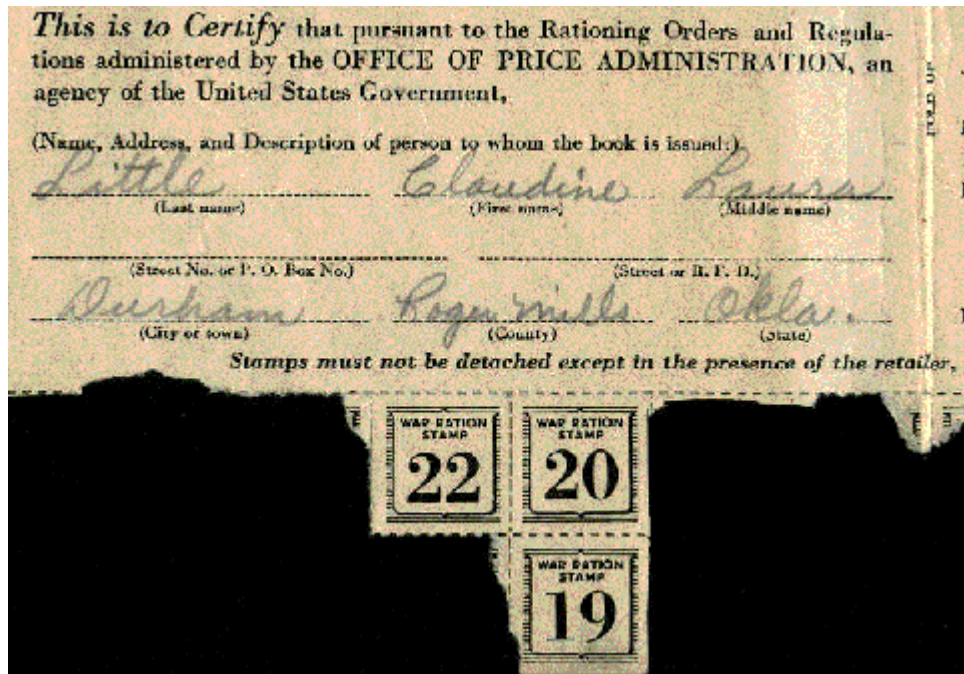 This is to Certify that pursuant to the Rationing Orders and Regula-
tions administered by the OFFICE OF PRICE ADMINISTRATION, an
agency of the United States Government,
(Name, Address, and Description of person to whom the book is issued:)
Little Claudine Laura
(Last name) (First name) (Middle name)
(Street No. or P. O. Box No.) (Street or R. F. D.)
Durham Roger Mills Okla.
(City or town) (County) (State)
Stamps must not be detached except in the presence of the retailer,
WAR RATION WAR RATION
STAMP STAMP
22 20
WAR RATION
STAMP
19